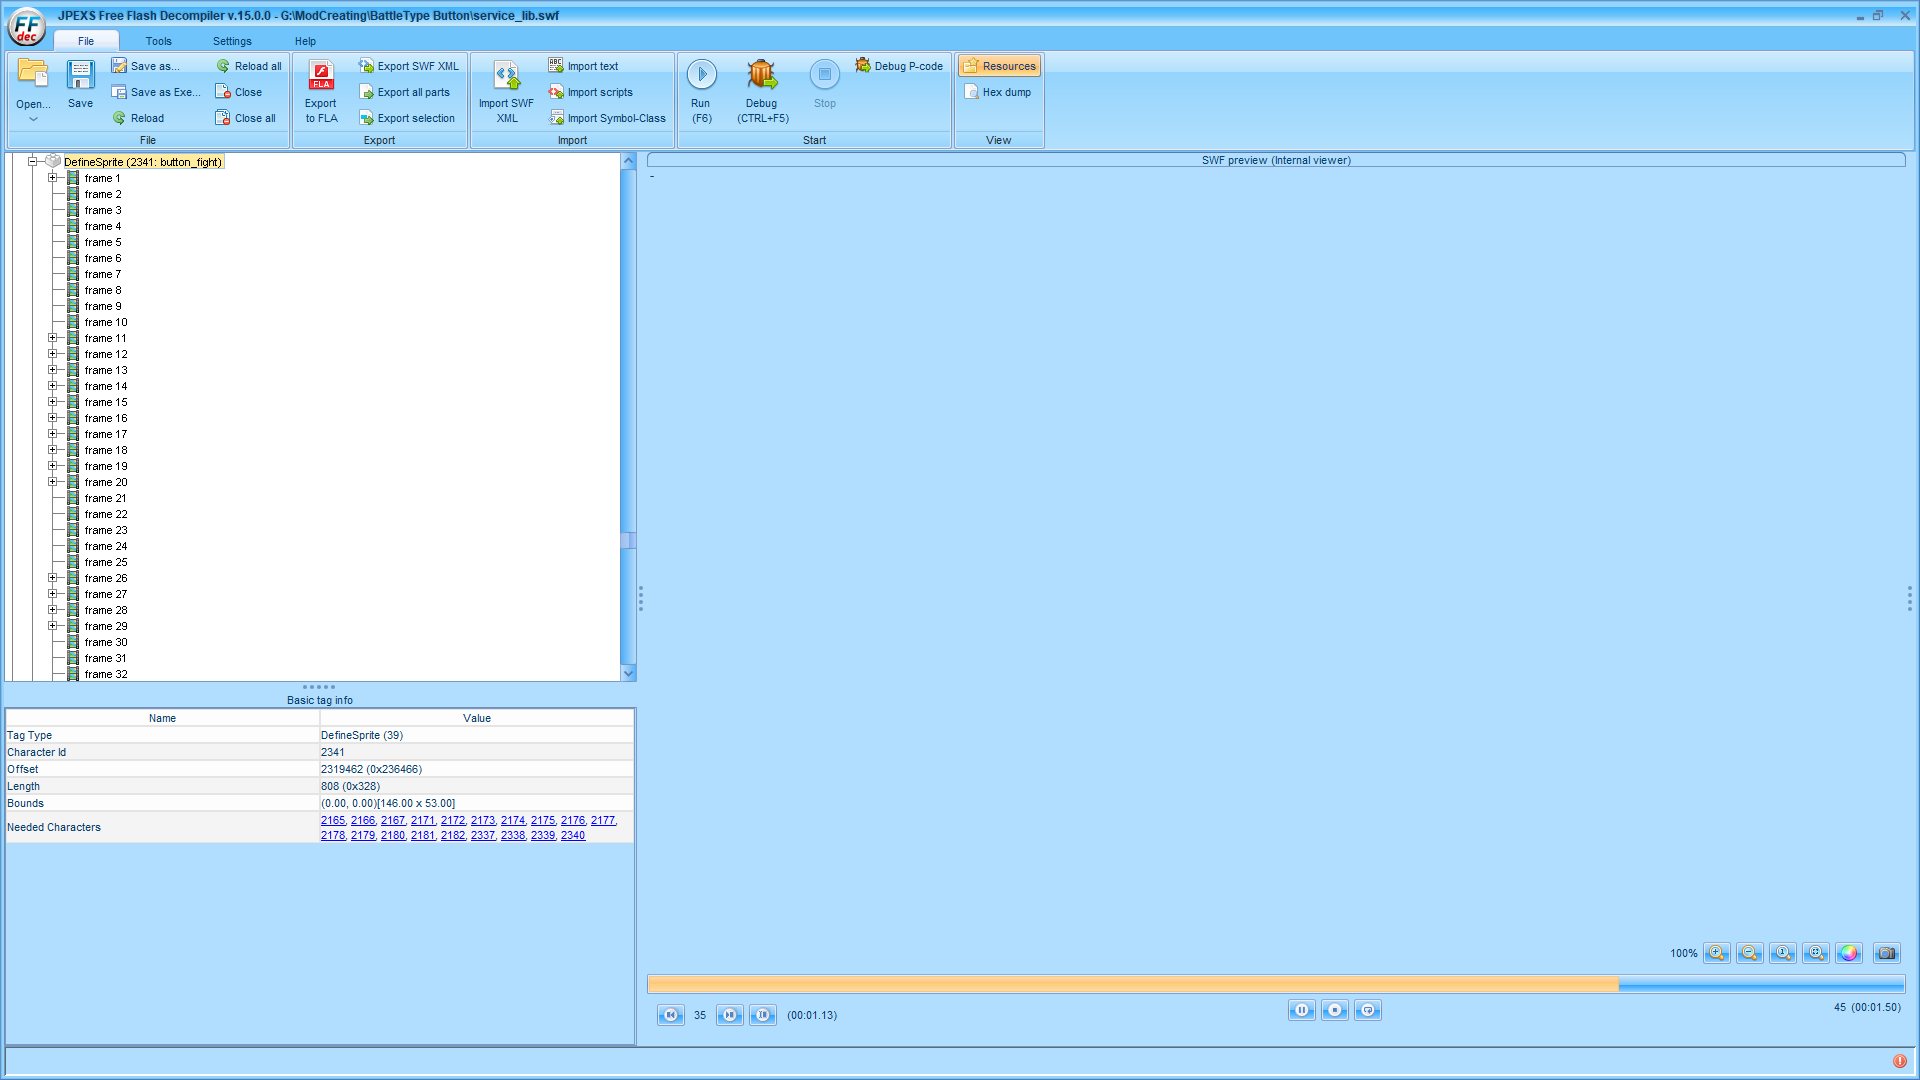 JPEXS Free Flash Decompiler v.15.0.0 - G:\ModCreating\BattleType Button\service_lib.swf
FF
dec
File Tools Settings Help
Open... Save Save as... Reload all
Save as Exe... Close
Reload Close all
File
Export to FLA
FLA
Export SWF XML
Export all parts
Export selection
Export
Import SWF XML
Import text
Import scripts
Import Symbol-Class
Import
Run (F6)
Debug (CTRL+F5)
Stop
Debug P-code
Start
Resources
Hex dump
View
DefineSprite (2341: button_fight)
frame 1
frame 2
frame 3
frame 4
frame 5
frame 6
frame 7
frame 8
frame 9
frame 10
frame 11
frame 12
frame 13
frame 14
frame 15
frame 16
frame 17
frame 18
frame 19
frame 20
frame 21
frame 22
frame 23
frame 24
frame 25
frame 26
frame 27
frame 28
frame 29
frame 30
frame 31
frame 32
Basic tag info
Name Value
Tag Type DefineSprite (39)
Character Id 2341
Offset 2319462 (0x236466)
Length 808 (0x328)
Bounds (0.00, 0.00)[146.00 x 53.00]
Needed Characters 2165, 2166, 2167, 2171, 2172, 2173, 2174, 2175, 2176, 2177,
2178, 2179, 2180, 2181, 2182, 2337, 2338, 2339, 2340
SWF preview (Internal viewer)
-
100%
35 (00:01.13)
45 (00:01.50)